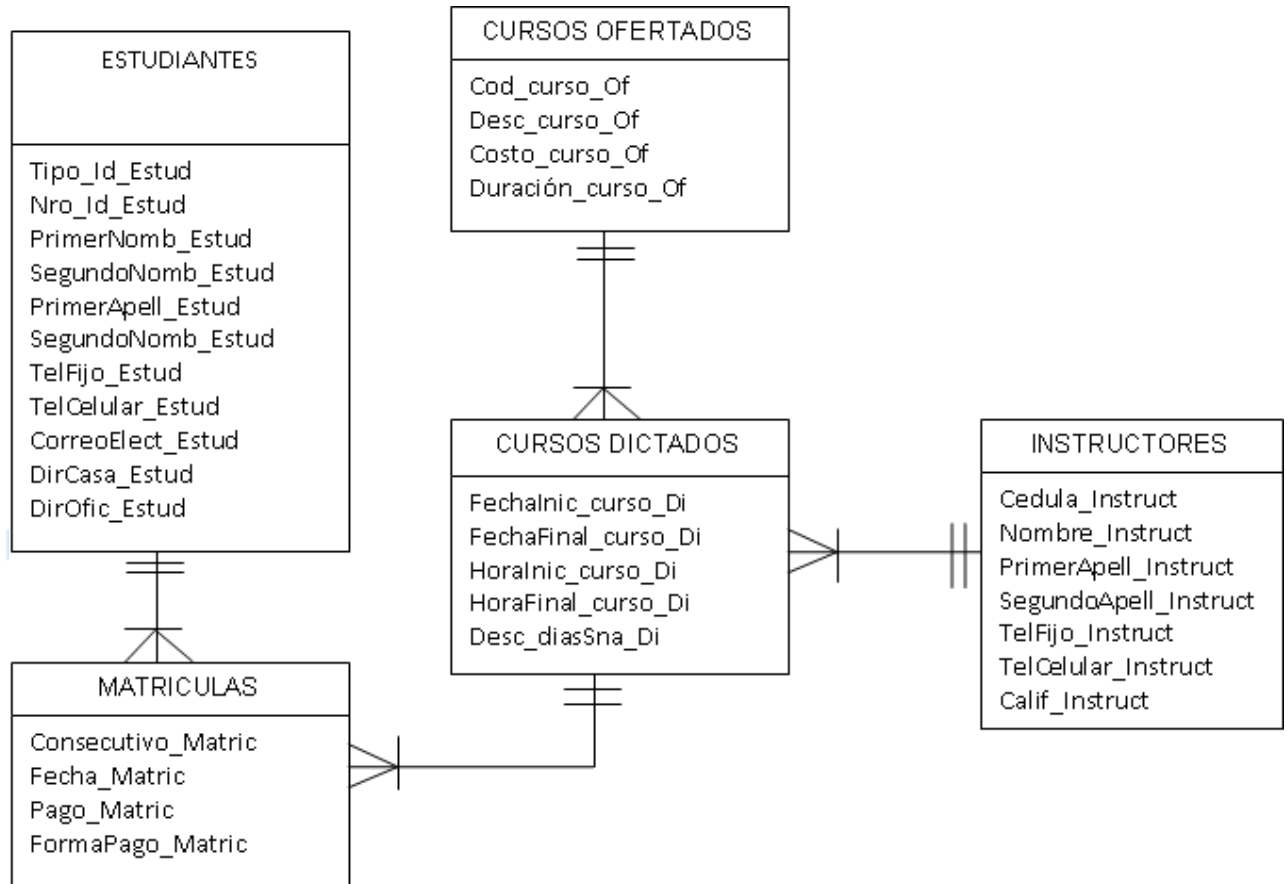 ESTUDIANTES
Tipo_Id_Estud
Nro_Id_Estud
PrimerNomb_Estud
SegundoNomb_Estud
PrimerApell_Estud
SegundoNomb_Estud
TelFijo_Estud
TelCelular_Estud
CorreoElect_Estud
DirCasa_Estud
DirOfic_Estud
CURSOS OFERTADOS
Cod_curso_Of
Desc_curso_Of
Costo_curso_Of
Duración_curso_Of
CURSOS DICTADOS
FechaInic_curso_Di
FechaFinal_curso_Di
HoraInic_curso_Di
HoraFinal_curso_Di
Desc_diasSna_Di
INSTRUCTORES
Cedula_Instruct
Nombre_Instruct
PrimerApell_Instruct
SegundoApell_Instruct
TelFijo_Instruct
TelCelular_Instruct
Calif_Instruct
MATRICULAS
Consecutivo_Matric
Fecha_Matric
Pago_Matric
FormaPago_Matric